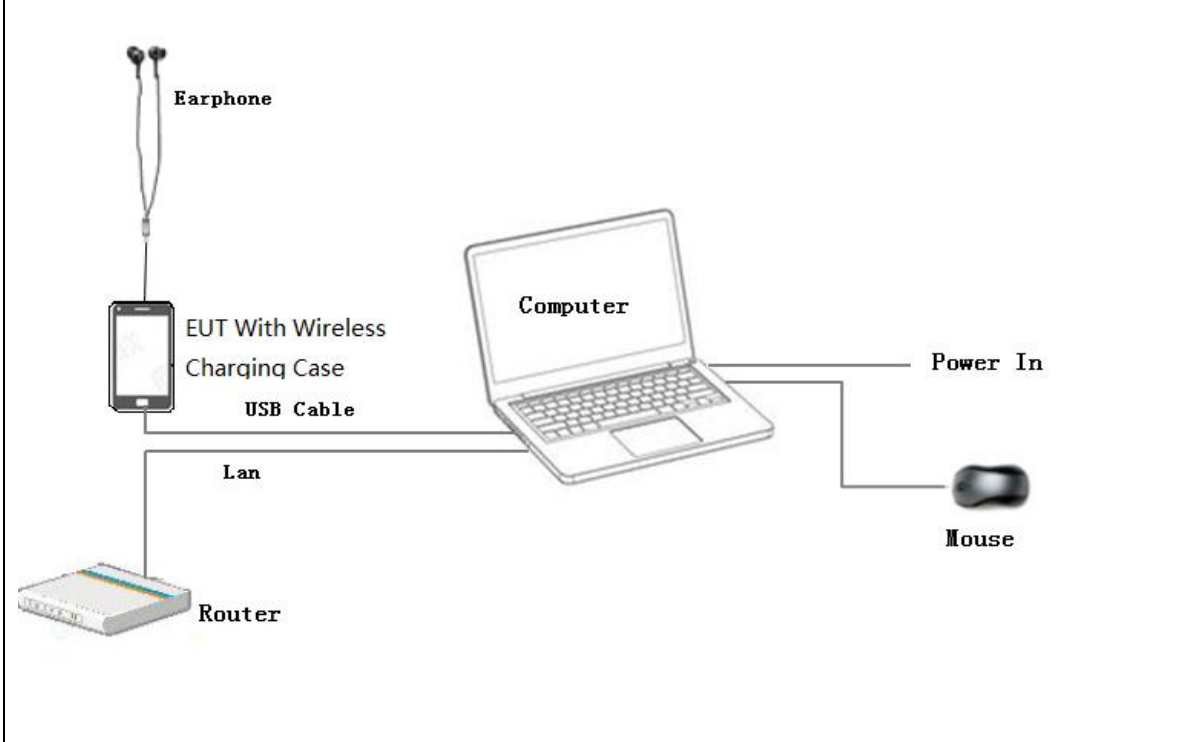 Earphone
EUT With Wireless
Charging Case
Computer
Power In
USB Cable
Lan
Mouse
Router